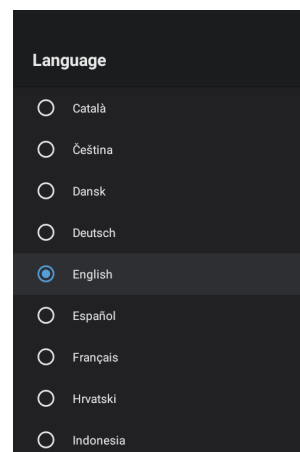 Language
Català
Čeština
Dansk
Deutsch
English
Español
Français
Hrvatski
Indonesia